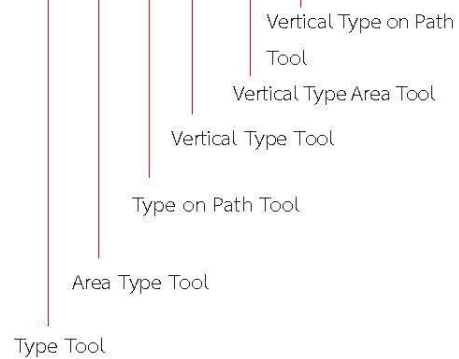 Vertical Type on Path
Tool
Vertical Type Area Tool
Vertical Type Tool
Type on Path Tool
Area Type Tool
Type Tool